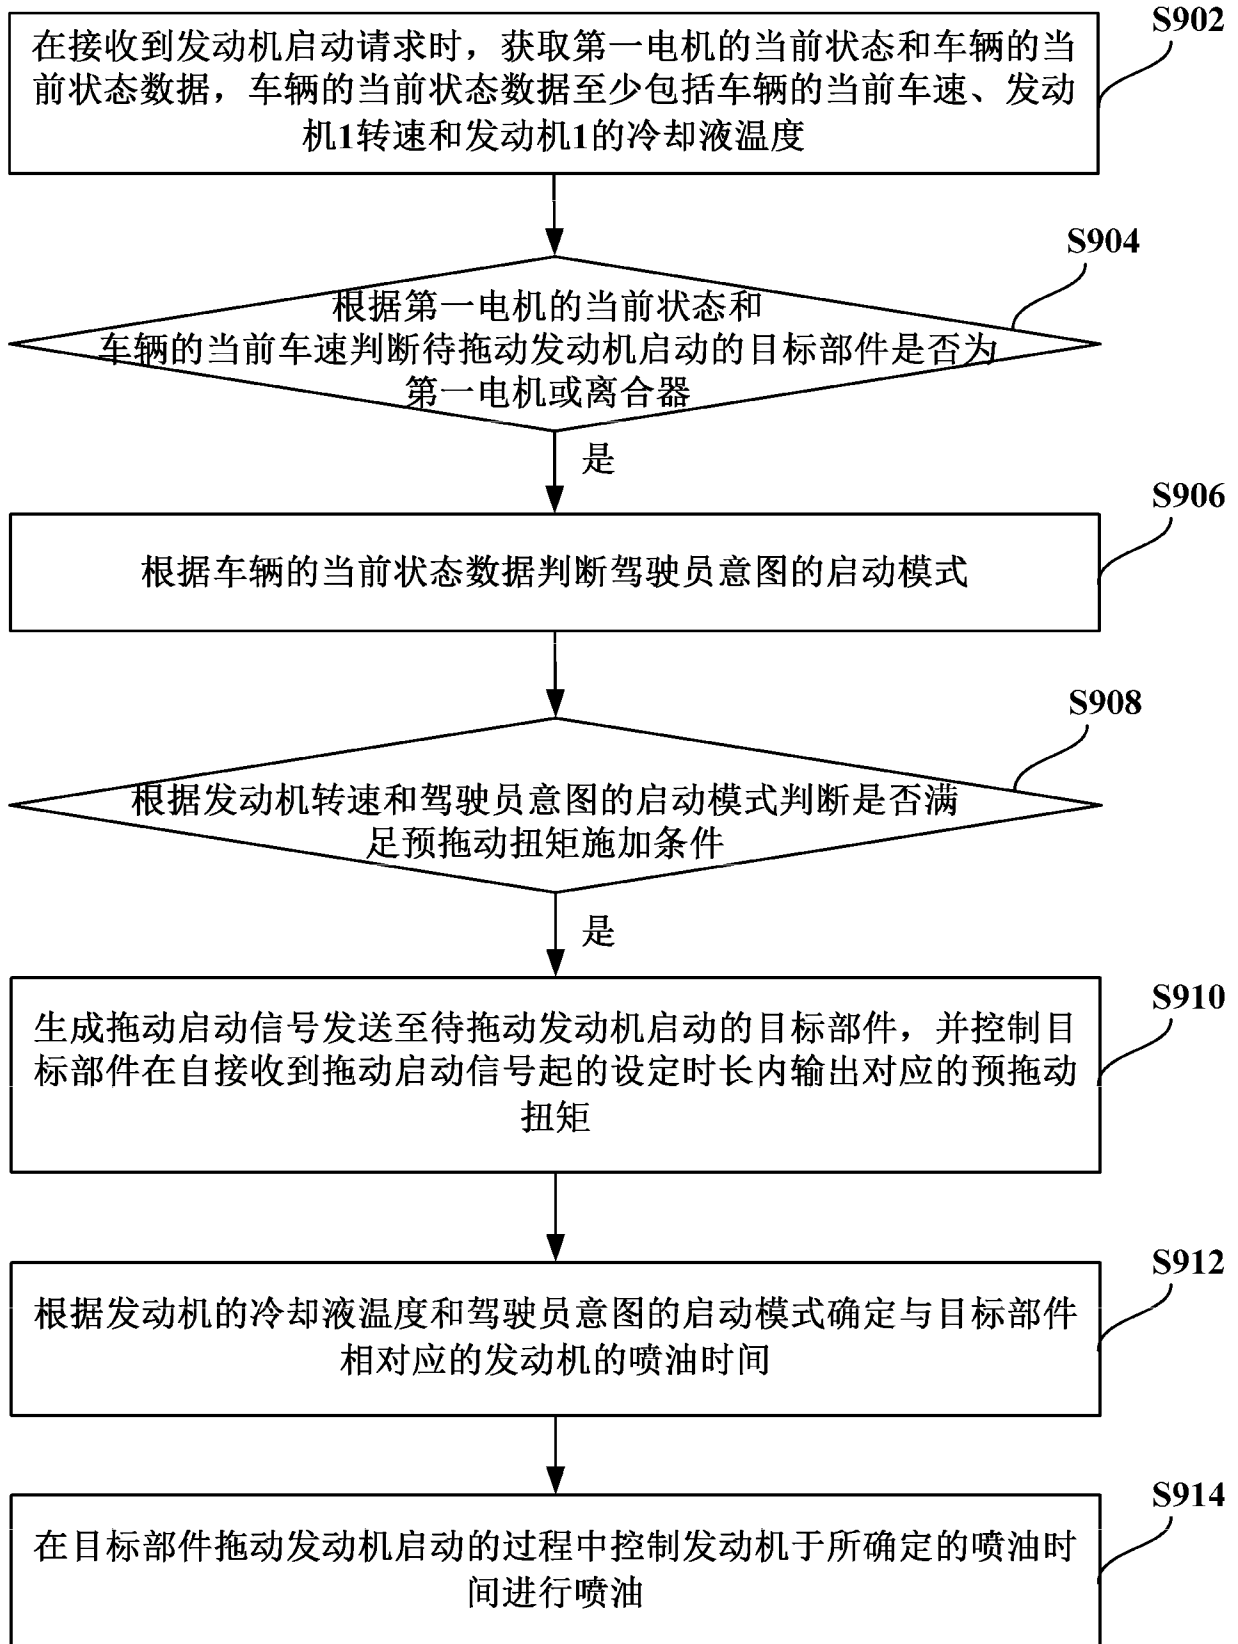 S902
在接收到发动机启动请求时，获取第一电机的当前状态和车辆的当
前状态数据，车辆的当前状态数据至少包括车辆的当前车速、发动
机1转速和发动机1的冷却液温度
S904
根据第一电机的当前状态和
车辆的当前车速判断待拖动发动机启动的目标部件是否为
第一电机或离合器
是
S906
根据车辆的当前状态数据判断驾驶员意图的启动模式
S908
根据发动机转速和驾驶员意图的启动模式判断是否满
足预拖动扭矩施加条件
是
S910
生成拖动启动信号发送至待拖动发动机启动的目标部件，并控制目
标部件在自接收到拖动启动信号起的设定时长内输出对应的预拖动
扭矩
S912
根据发动机的冷却液温度和驾驶员意图的启动模式确定与目标部件
相对应的发动机的喷油时间
S914
在目标部件拖动发动机启动的过程中控制发动机于所确定的喷油时
间进行喷油